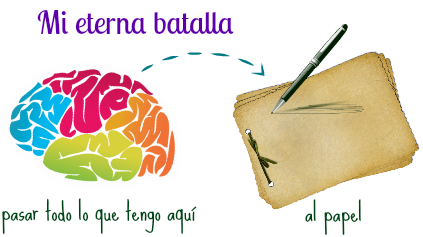 Mi eterna batalla
pasar todo lo que tengo aquí
al papel